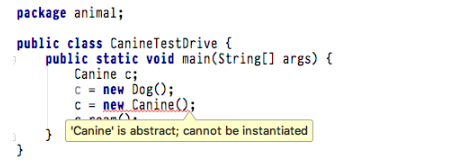 package animal;
public class CanineTestDrive {
public static void main(String[] args) {
Canine c;
c = new Dog();
c = new Canine();
'Canine' is abstract; cannot be instantiated
}
}